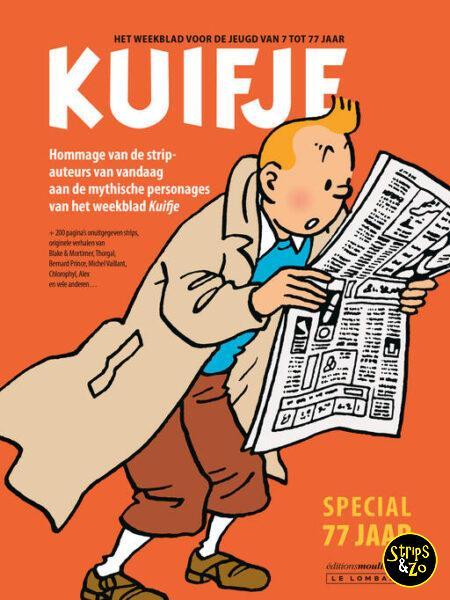 HET WEEKBLAD VOOR DE JEUGD VAN 7 TOT 77 JAAR
KUIFJE
Hommage van de strip-
auteurs van vandaag
aan de mythische personages
van het weekblad Kuifje
+ 200 pagina's onuitgegeven strips,
originele verhalen van
Blake & Mortimer, Thorgal,
Bernard Prince, Michel Vaillant,
Chlorophyl, Alex
en vele anderen...
SPECIAL
77 JAAR
éditionsmoulin
LE LOMBA
Strips
&Zo